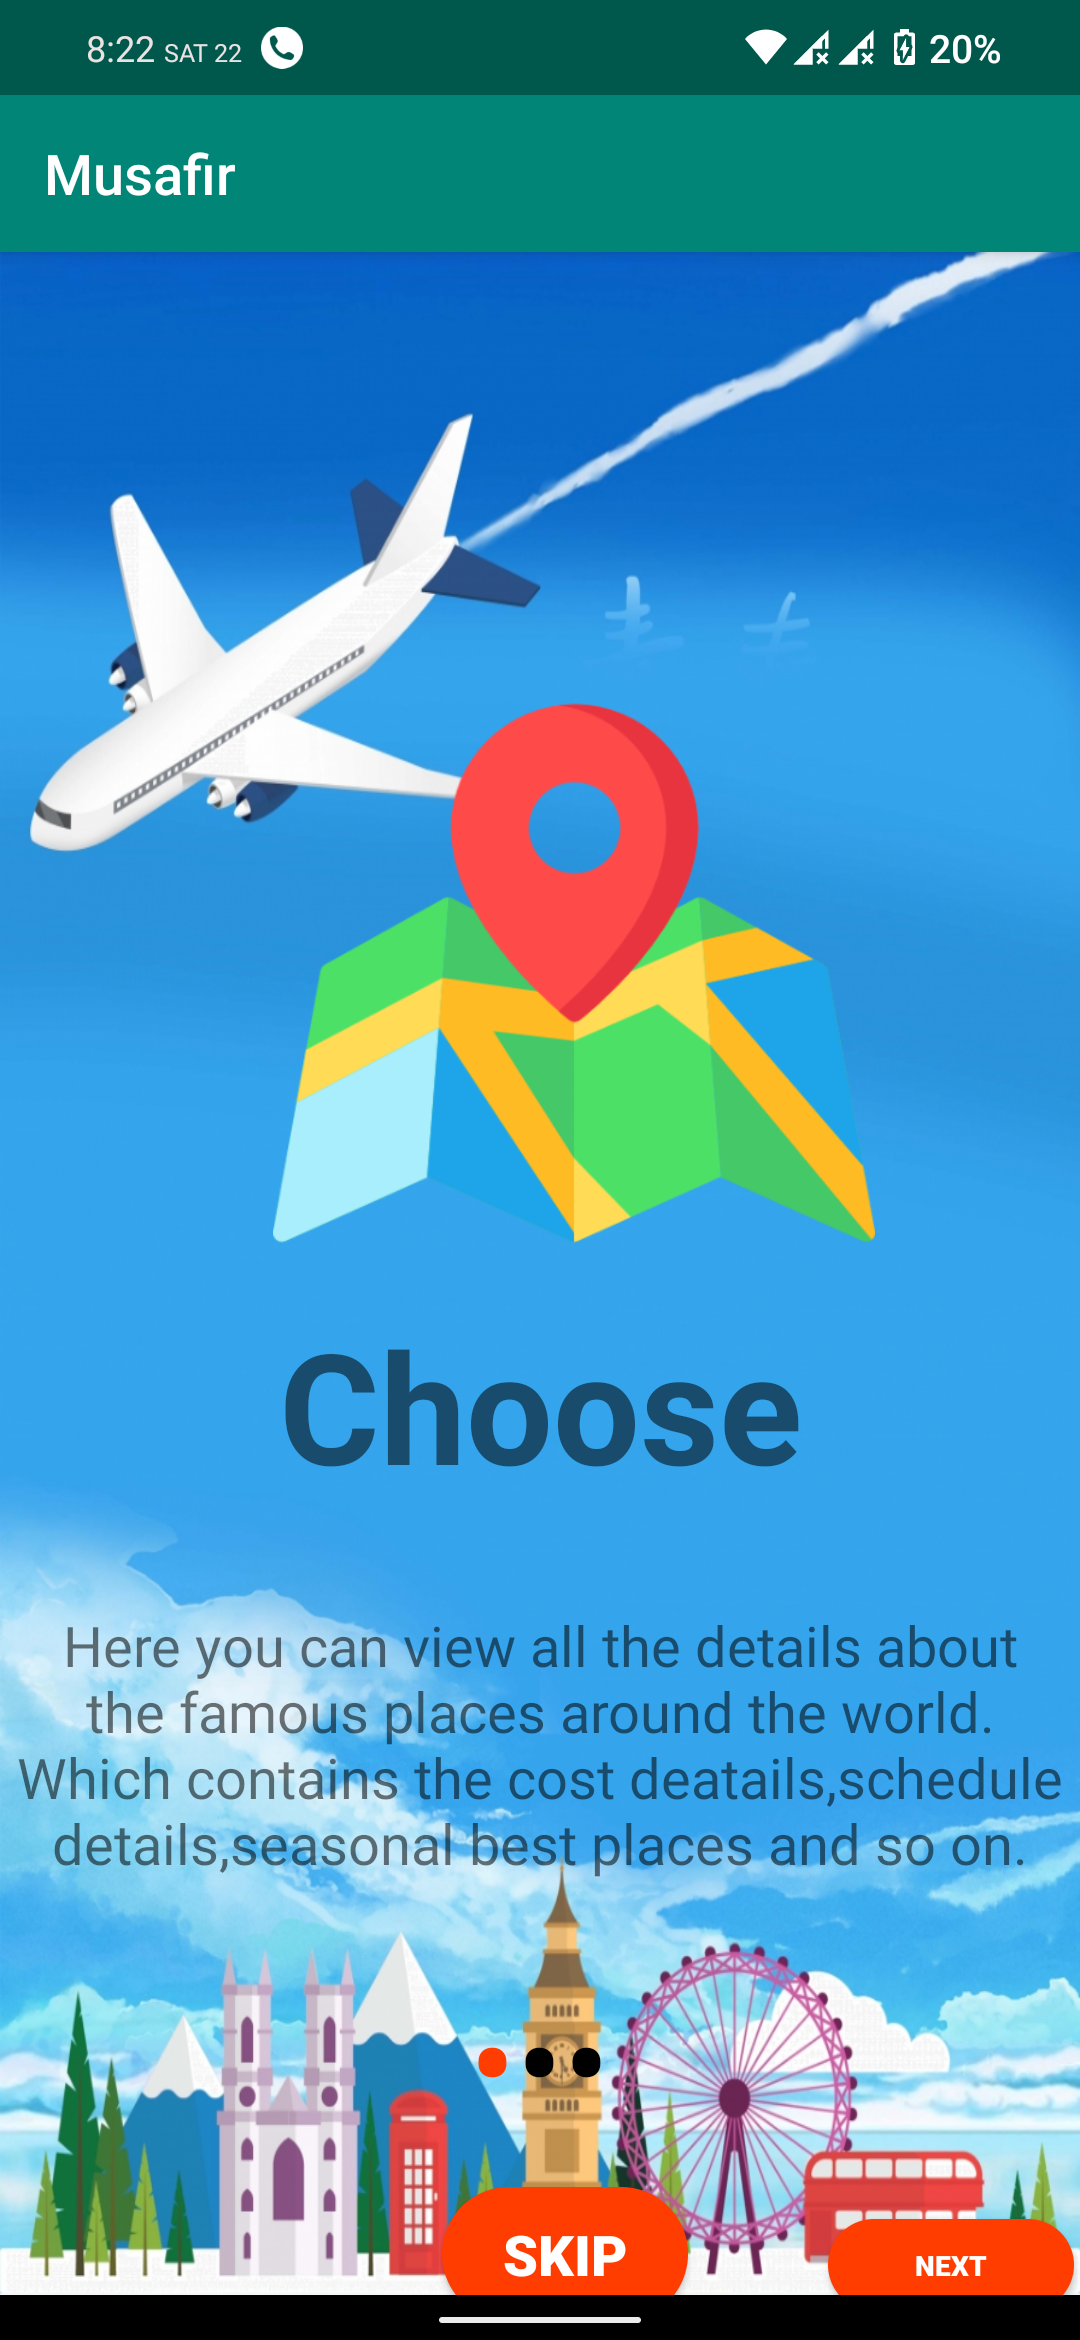 8:22 SAT 22
20%
Musafir
Choose
Here you can view all the details about
the famous places around the world.
Which contains the cost deatails,schedule
details,seasonal best places and so on.
SKIP
NEXT